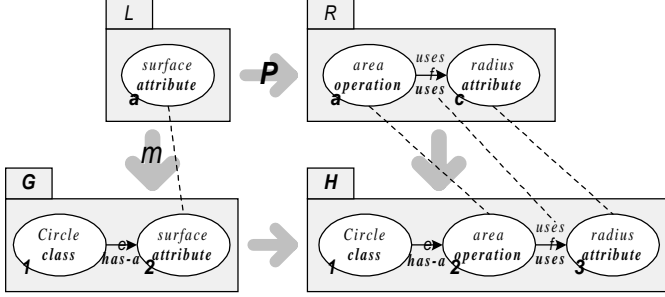 L
surface
attribute
a
P
R
area
operation
a
uses
f
uses
radius
attribute
c
m
G
Circle
class
1
e
has-a
surface
attribute
2
H
Circle
class
1
e
has-a
area
operation
2
uses
f
uses
radius
attribute
3